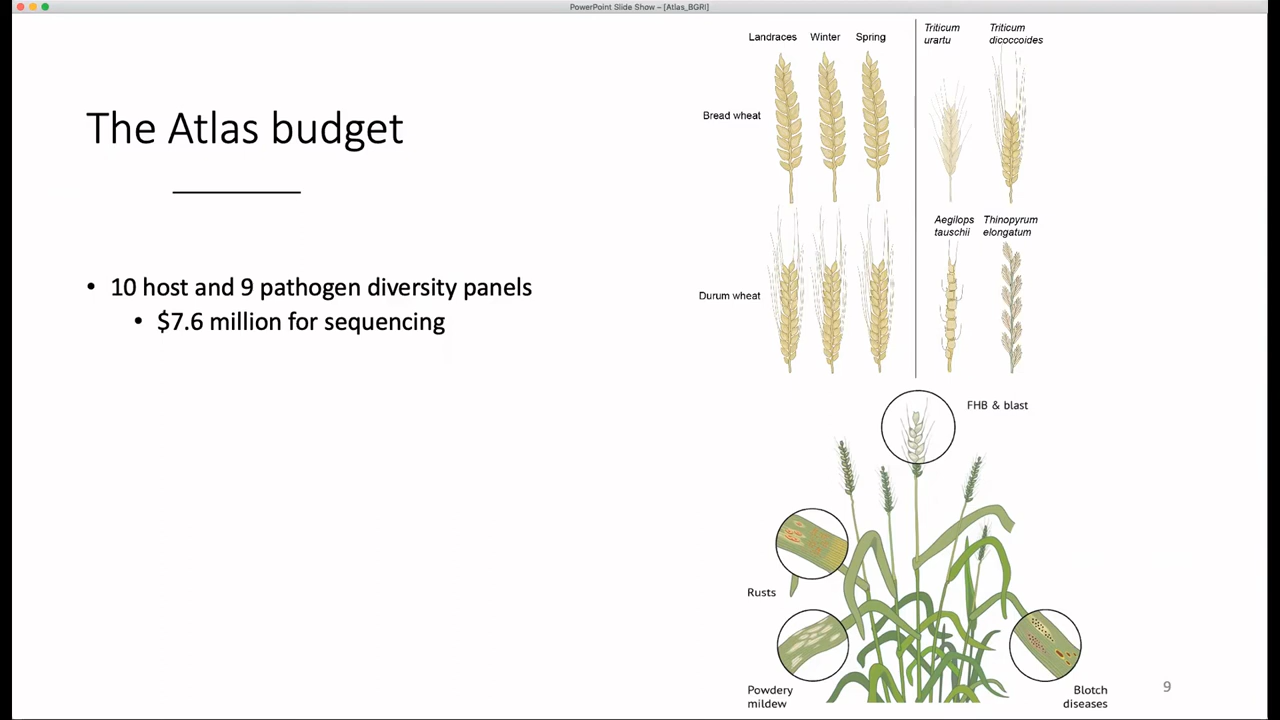 PowerPoint Slide Show – [Atlas_BGRI]
The Atlas budget
• 10 host and 9 pathogen diversity panels
• $7.6 million for sequencing
Landraces Winter Spring
Triticum
urartu
Triticum
dicoccoides
Bread wheat
Aegilops
tauschii
Thinopyrum
elongatum
Durum wheat
FHB & blast
Rusts
Powdery
mildew
Blotch
diseases
9